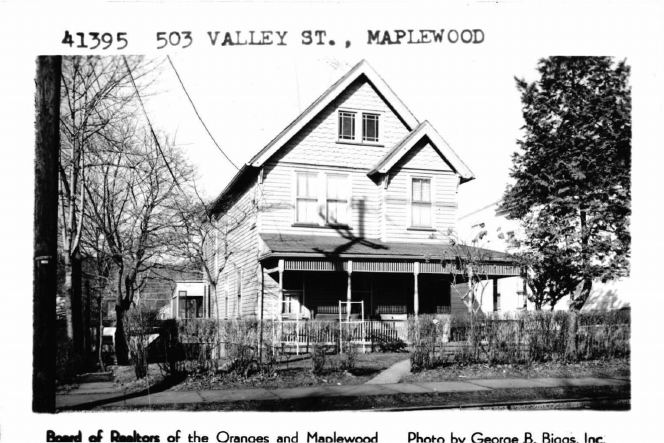 41395 503 VALLEY ST., MAPLEWOOD
Board of Realtors of the Oranges and Maplewood Photo by George B. Biggs, Inc.